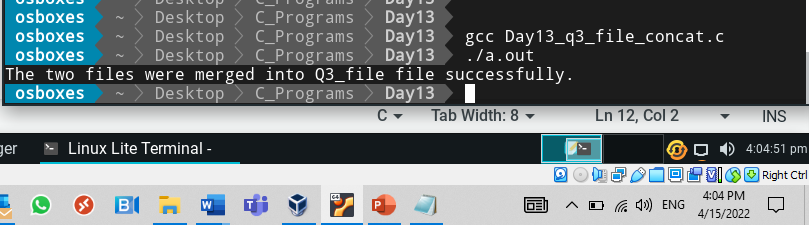 osboxes ~ Desktop C_Programs Day13
osboxes ~ Desktop C_Programs Day13
osboxes ~ Desktop C_Programs Day13 gcc Day13_q3_file_concat.c
osboxes ~ Desktop C_Programs Day13 ./a.out
The two files were merged into Q3_file file successfully.
osboxes ~ Desktop C_Programs Day13
C Tab Width: 8 Ln 12, Col 2 INS
ger Linux Lite Terminal - 4:04:51 pm
Right Ctrl
ENG 4:04 PM
4/15/2022